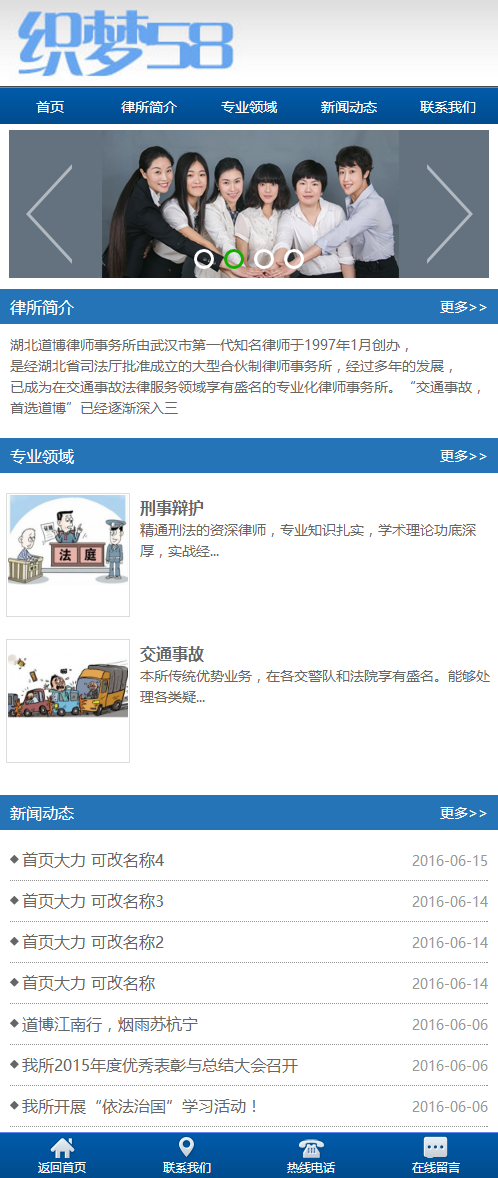 织梦58
首页 律所简介 专业领域 新闻动态 联系我们
律所简介 更多>>
湖北道博律师事务所由武汉市第一代知名律师于1997年1月创办，
是经湖北省司法厅批准成立的大型合伙制律师事务所，经过多年的发展，
已成为在交通事故法律服务领域享有盛名的专业化律师事务所。“交通事故，
首选道博”已经逐渐深入三
专业领域 更多>>
法庭
刑事辩护
精通刑法的资深律师，专业知识扎实，学术理论功底深
厚，实战经...
交通事故
本所传统优势业务，在各交警队和法院享有盛名。能够处
理各类疑...
新闻动态 更多>>
◆首页大力 可改名称4 2016-06-15
◆首页大力 可改名称3 2016-06-14
◆首页大力 可改名称2 2016-06-14
◆首页大力 可改名称 2016-06-14
◆道博江南行，烟雨苏杭宁 2016-06-06
◆我所2015年度优秀表彰与总结大会召开 2016-06-06
◆我所开展“依法治国”学习活动！ 2016-06-06
返回首页 联系我们 热线电话 在线留言